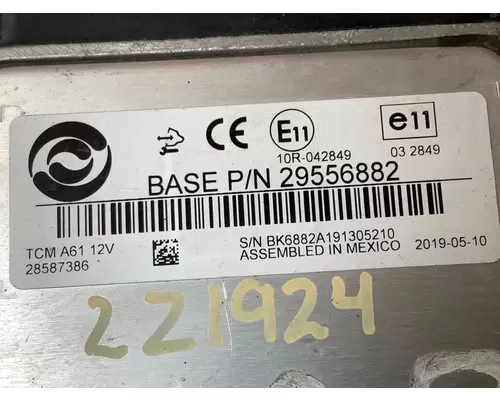 CE E11 e11
10R-042849 03 2849
BASE P/N 29556882
TCM A61 12V S/N BK6882A191305210
28587386 ASSEMBLED IN MEXICO 2019-05-10
221924